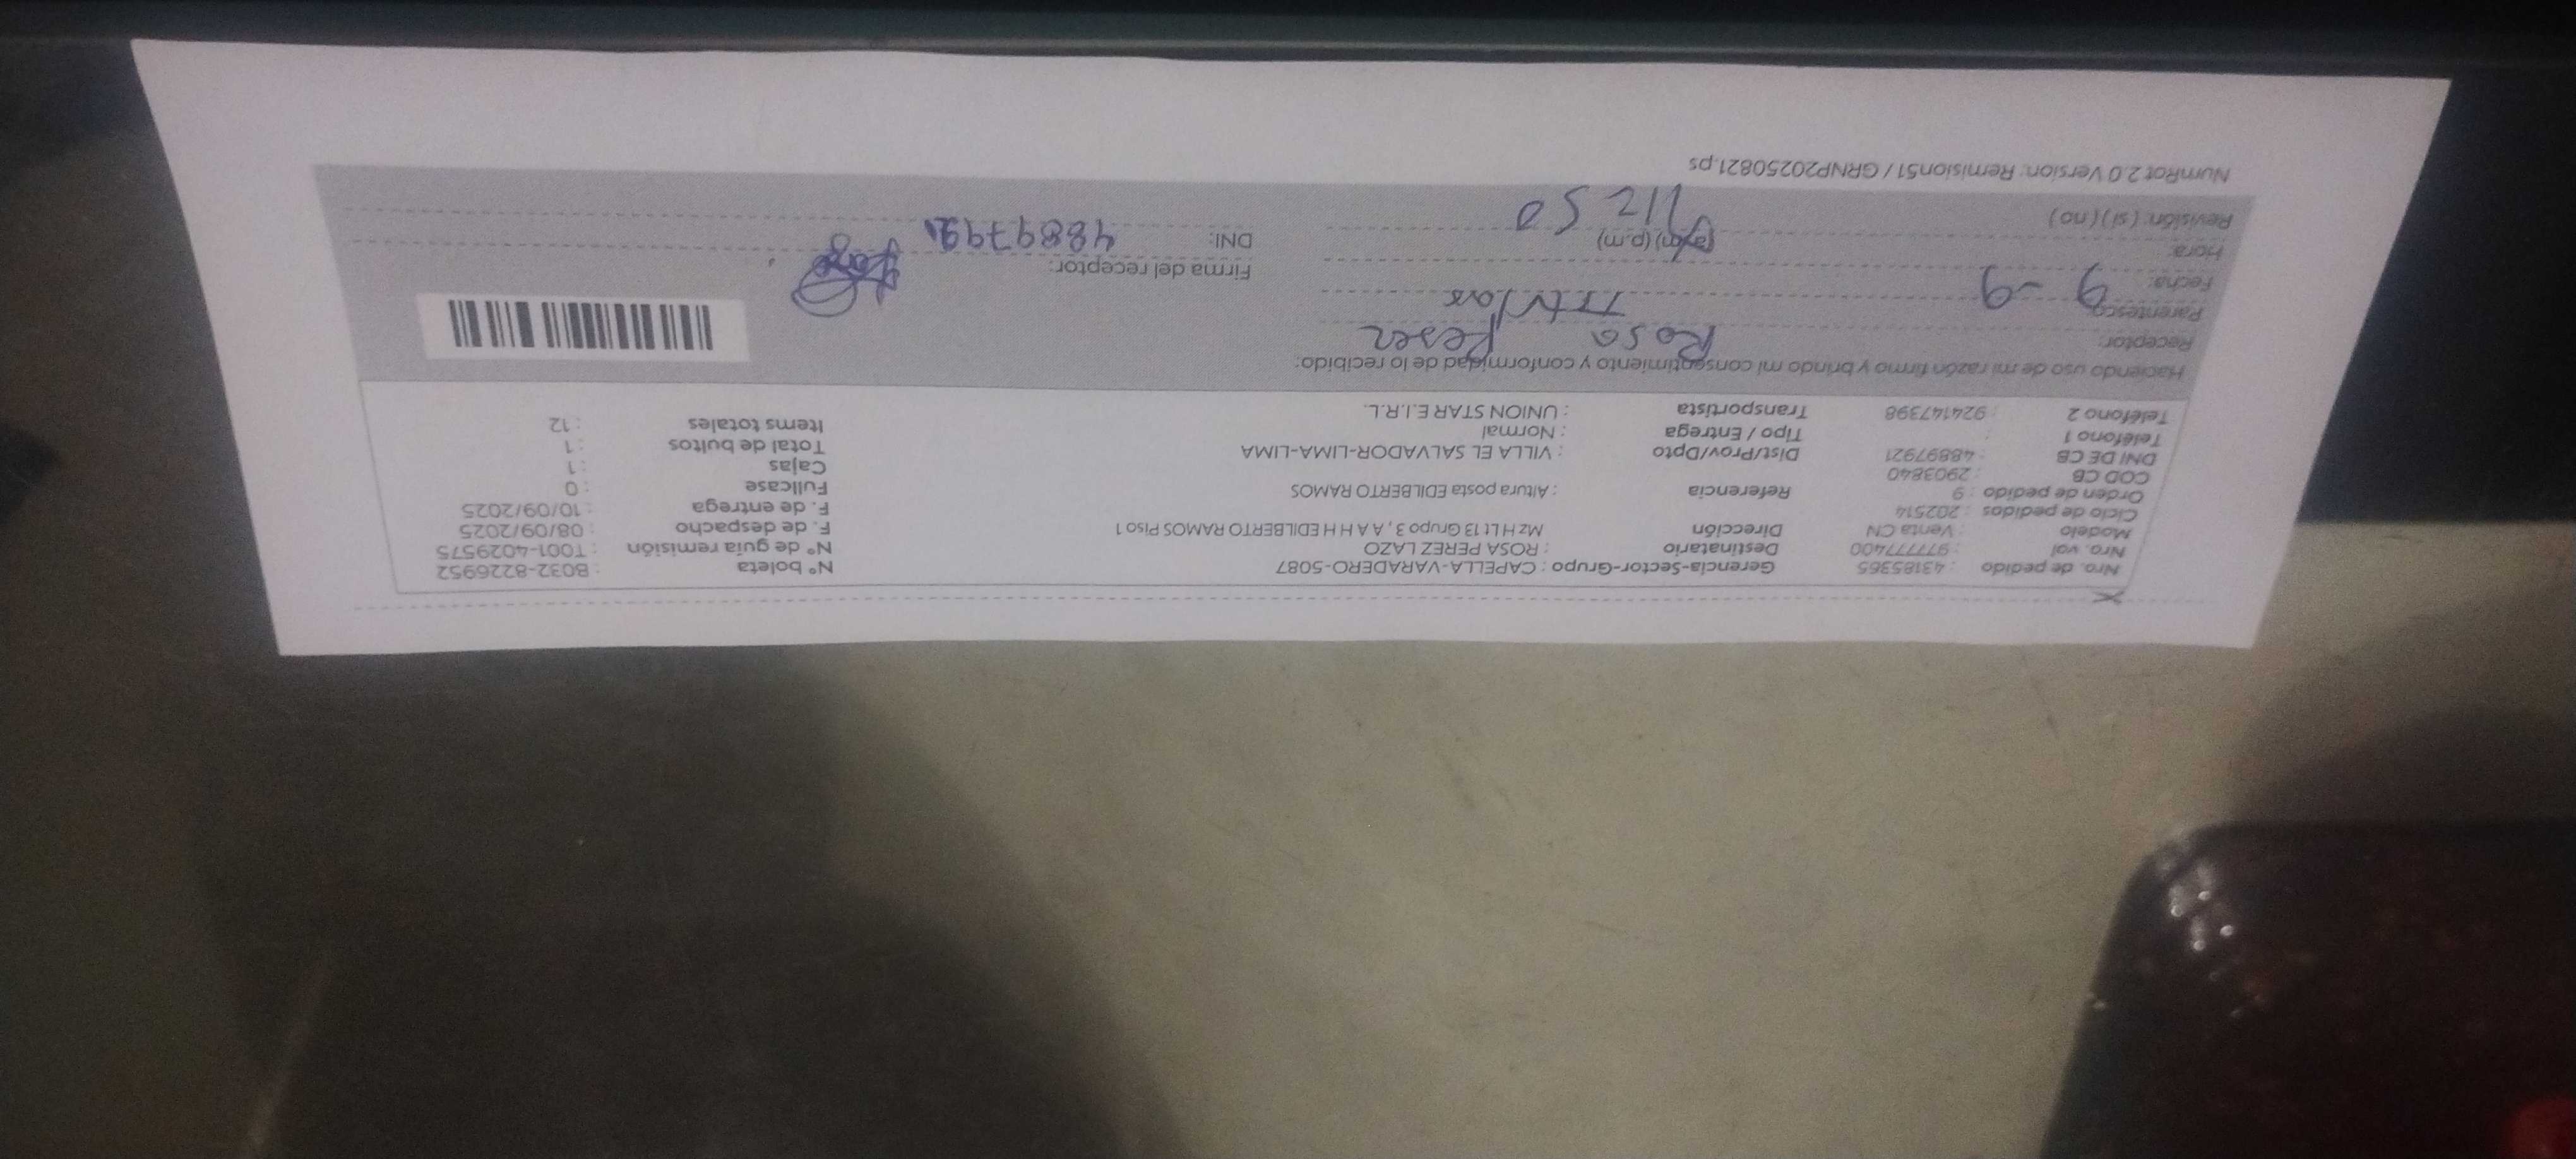 Nro. de pedido : 43185365 Gerencia-Sector-Grupo : CAPELLA-VARADERO-5087 N° boleta : B032-8226952
Nro. val : 977777400 Destinatario : ROSA PEREZ LAZO N° de guía remisión : T001-4029575
Modelo : Venta CN Dirección Mz H Lt 13 Grupo 3 , A A H H EDILBERTO RAMOS Piso 1 F. de despacho : 08/09/2025
Ciclo de pedidos : 202514 F. de entrega : 10/09/2025
Orden de pedido : 9 Referencia : Altura posta EDILBERTO RAMOS Fullcase : 0
COD CB : 2903840 Cajas : 1
DNI DE CB : 48897921 Dist/Prov/Dpto : VILLA EL SALVADOR-LIMA-LIMA Total de bultos : 1
Teléfono 1 : Tipo / Entrega : Normal Items totales : 12
Teléfono 2 : 924147398 Transportista : UNION STAR E.I.R.L.
Haciendo uso de mi razón firmo y brindo mi consentimiento y conformidad de lo recibido:
Receptor: Rosa
Parentesco:
Fecha: 9-9 Firma del receptor:
Hora: (a.m) (p.m) 12 50 DNI: 48897921
Revisión: (si) (no)
NumRot 2.0 Version: Remision51 / GRNP20250821.ps